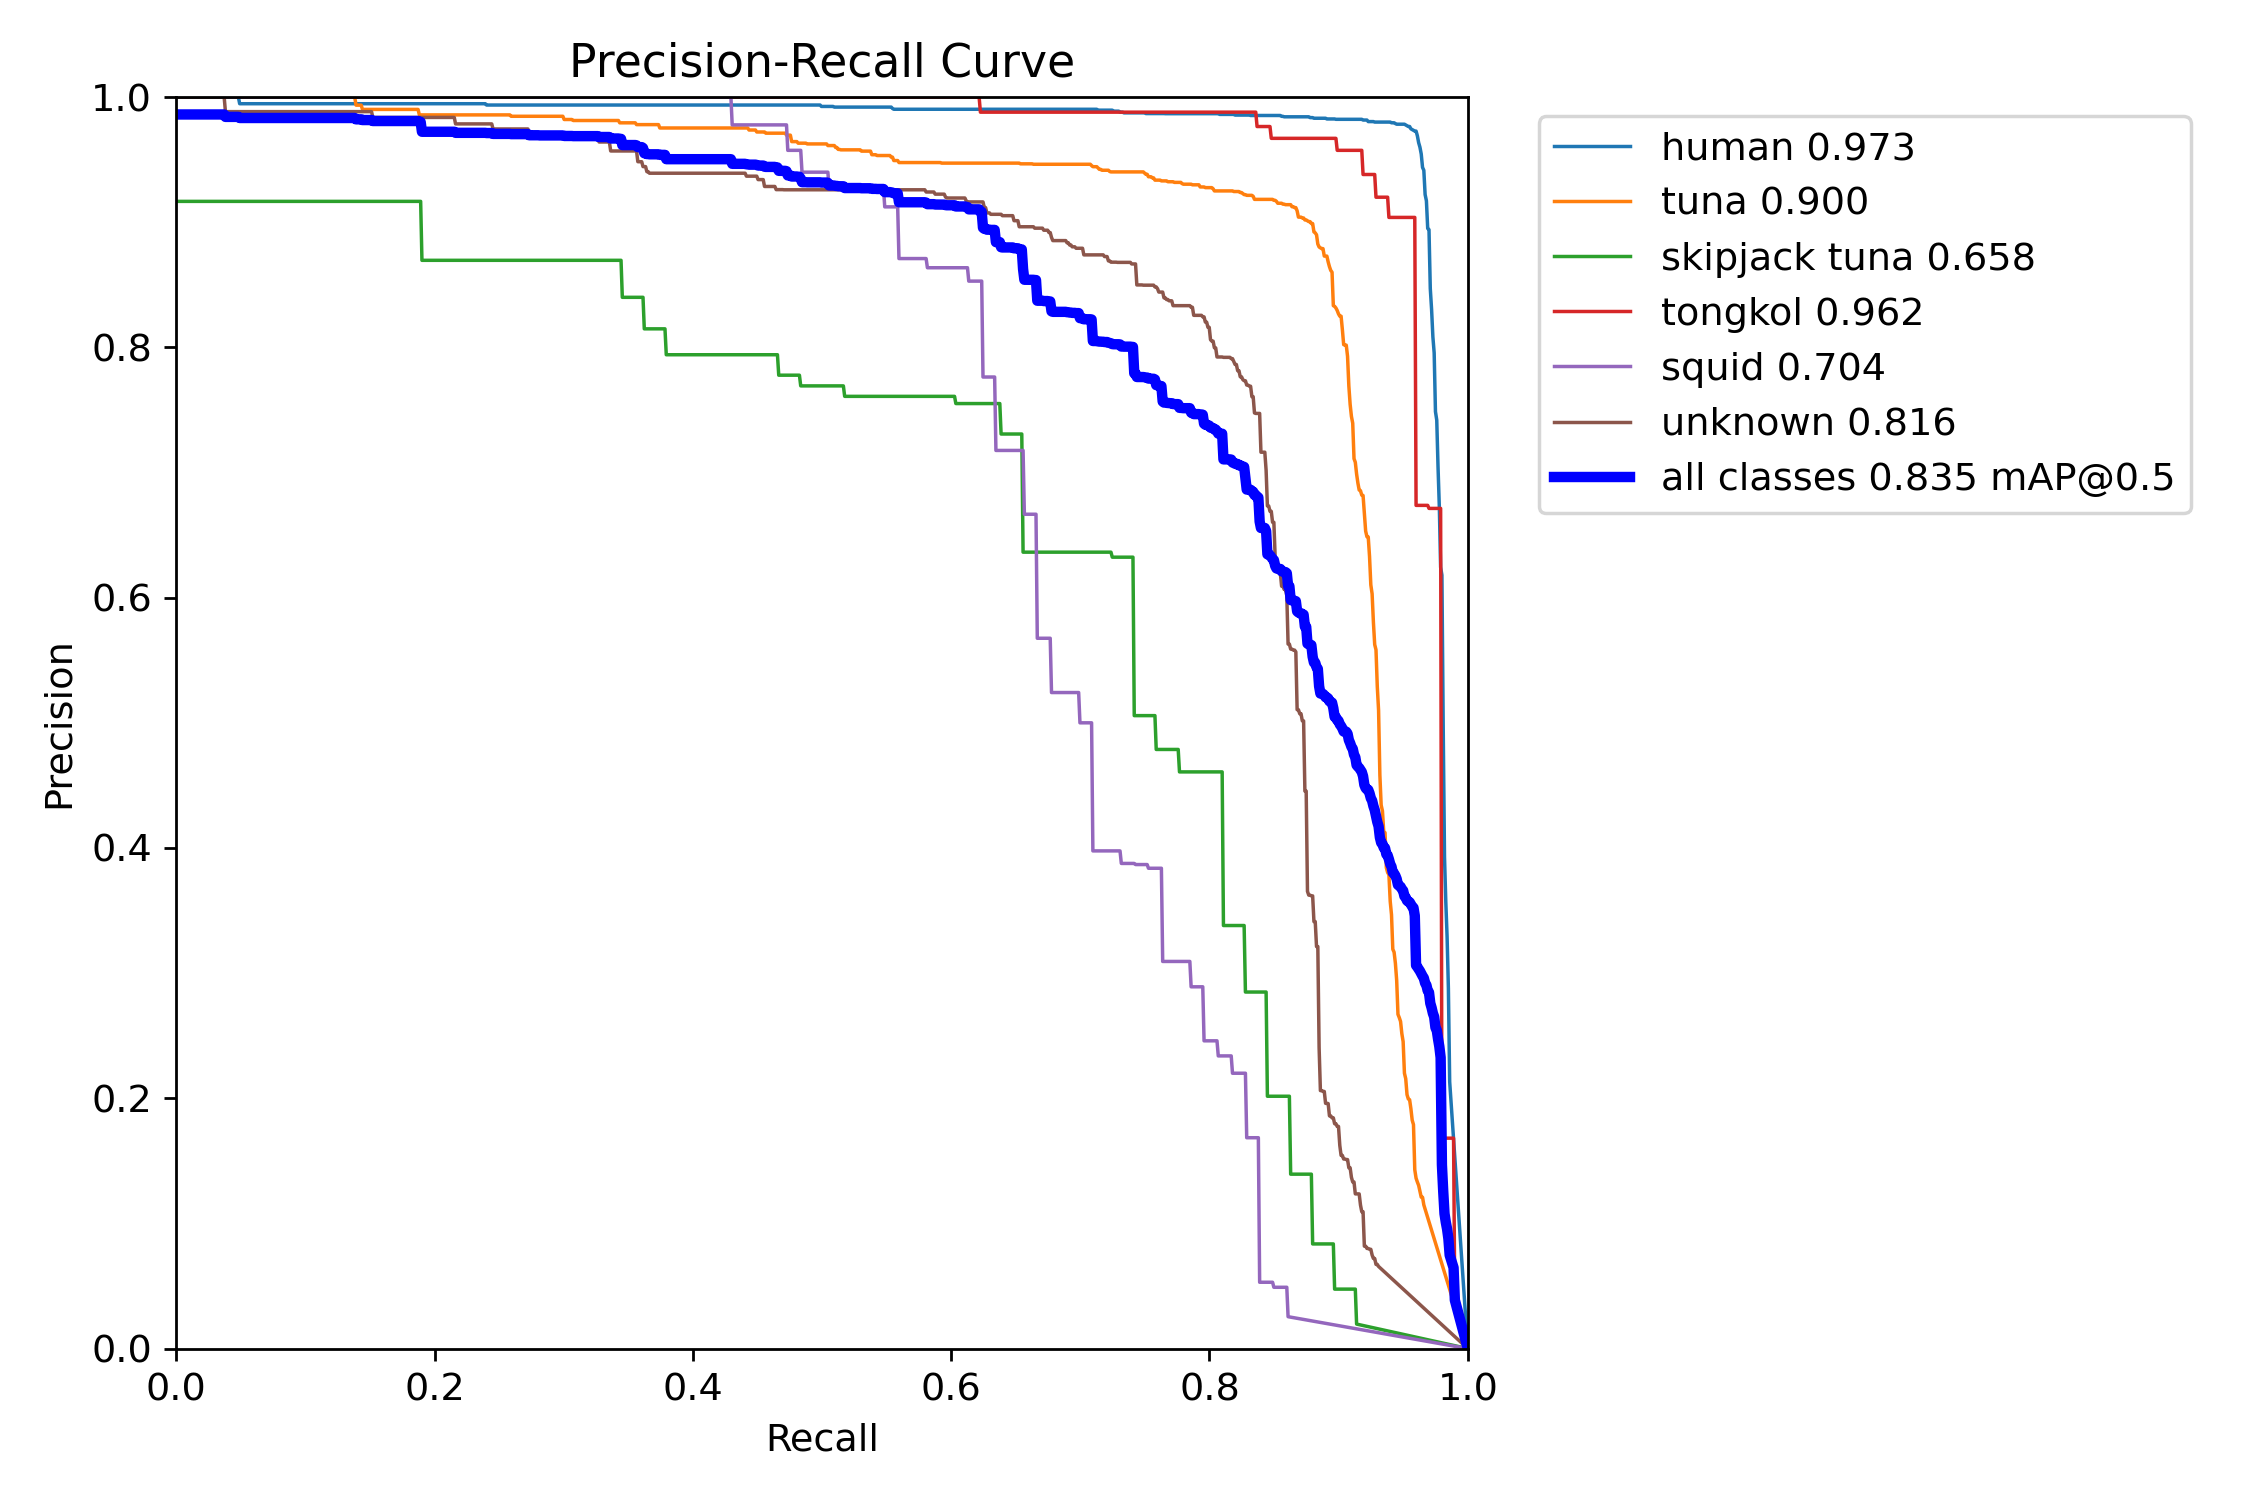 Precision-Recall Curve
1.0
0.8
0.6
0.4
0.2
0.0
Precision
0.0 0.2 0.4 0.6 0.8 1.0
Recall
human 0.973
tuna 0.900
skipjack tuna 0.658
tongkol 0.962
squid 0.704
unknown 0.816
all classes 0.835 mAP@0.5